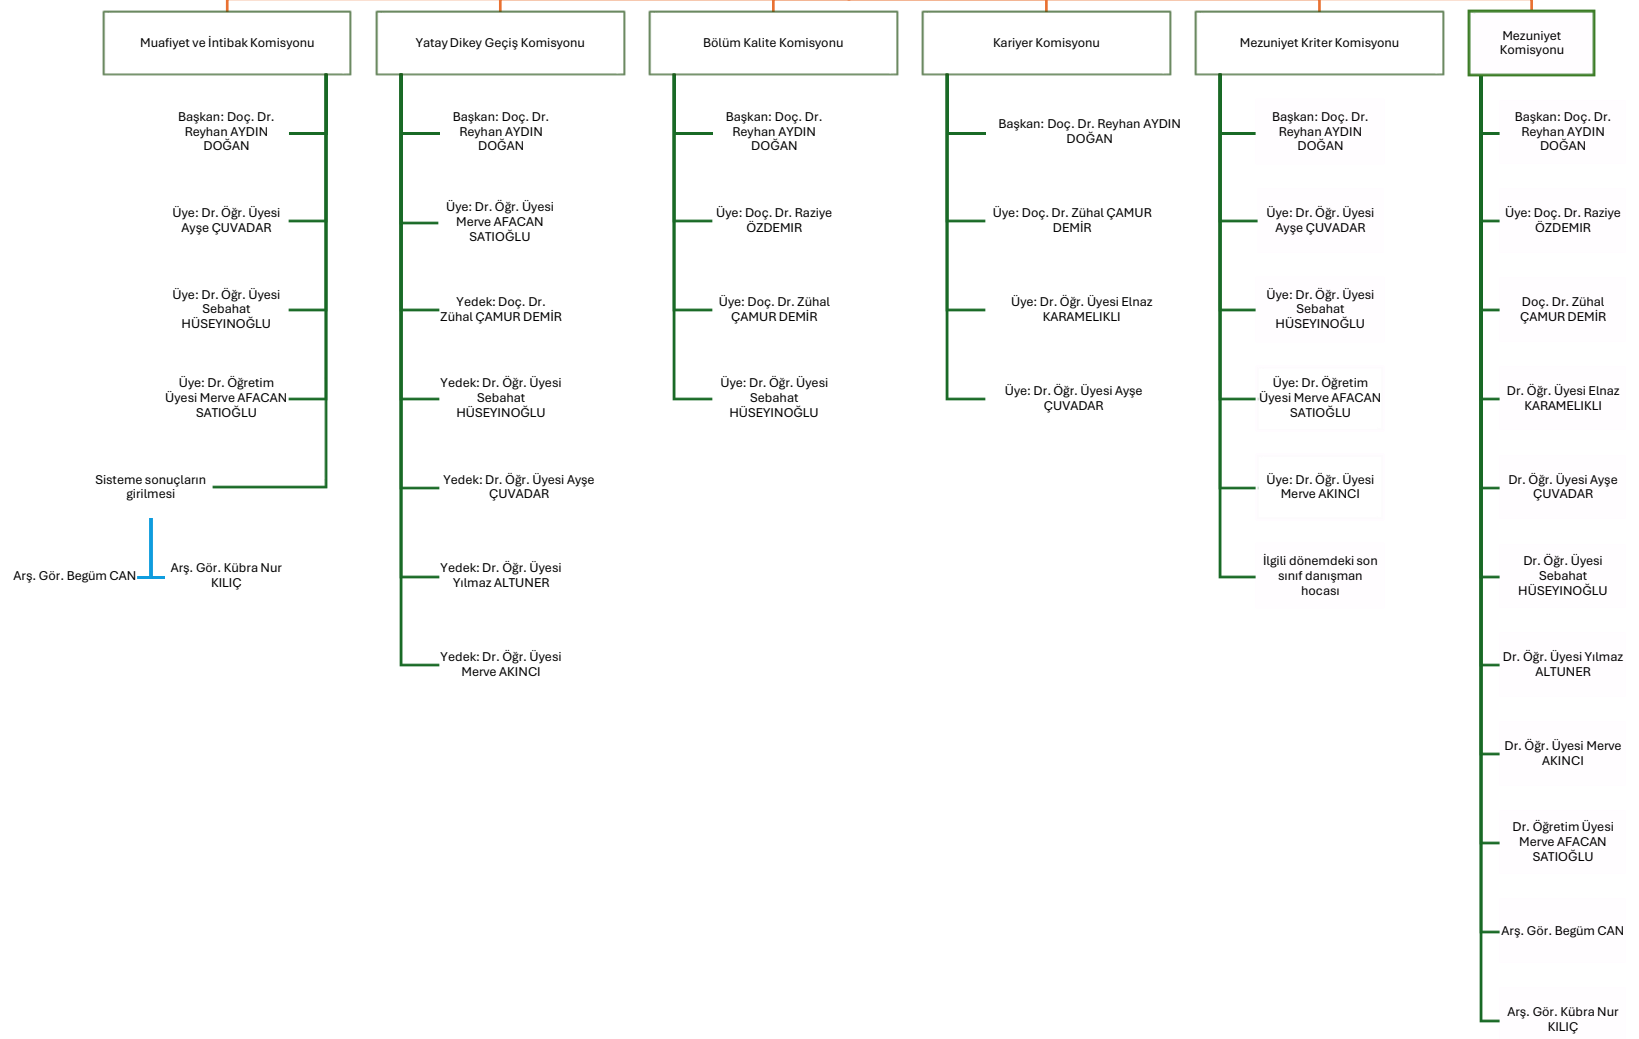 Muafiyet ve İntibak Komisyonu
Başkan: Doç. Dr.
Reyhan AYDIN
DOĞAN
Üye: Dr. Öğr. Üyesi
Ayşe ÇUVADAR
Üye: Dr. Öğr. Üyesi
Sebahat
HÜSEYINOĞLU
Üye: Dr. Öğretim
Üyesi Merve AFACAN
SATIOĞLU
Sisteme sonuçların
girilmesi
Arş. Gör. Begüm CAN
Arş. Gör. Kübra Nur
KILIÇ
Yatay Dikey Geçiş Komisyonu
Başkan: Doç. Dr.
Reyhan AYDIN
DOĞAN
Üye: Dr. Öğr. Üyesi
Merve AFACAN
SATIOĞLU
Yedek: Doç. Dr.
Zühal ÇAMUR DEMİR
Yedek: Dr. Öğr. Üyesi
Sebahat
HÜSEYINOĞLU
Yedek: Dr. Öğr. Üyesi Ayşe
ÇUVADAR
Yedek: Dr. Öğr. Üyesi
Yılmaz ALTUNER
Yedek: Dr. Öğr. Üyesi
Merve AKINCI
Bölüm Kalite Komisyonu
Başkan: Doç. Dr.
Reyhan AYDIN
DOĞAN
Üye: Doç. Dr. Raziye
ÖZDEMIR
Üye: Doç. Dr. Zühal
ÇAMUR DEMİR
Üye: Dr. Öğr. Üyesi
Sebahat
HÜSEYINOĞLU
Kariyer Komisyonu
Başkan: Doç. Dr. Reyhan AYDIN
DOĞAN
Üye: Doç. Dr. Zühal ÇAMUR
DEMİR
Üye: Dr. Öğr. Üyesi Elnaz
KARAMELIKLI
Üye: Dr. Öğr. Üyesi Ayşe
ÇUVADAR
Mezuniyet Kriter Komisyonu
Başkan: Doç. Dr.
Reyhan AYDIN
DOĞAN
Üye: Dr. Öğr. Üyesi
Ayşe ÇUVADAR
Üye: Dr. Öğr. Üyesi
Sebahat
HÜSEYINOĞLU
Üye: Dr. Öğretim
Üyesi Merve AFACAN
SATIOĞLU
Üye: Dr. Öğr. Üyesi
Merve AKINCI
İlgili dönemdeki son
sınıf danışman
hocası
Mezuniyet
Komisyonu
Başkan: Doç. Dr.
Reyhan AYDIN
DOĞAN
Üye: Doç. Dr. Raziye
ÖZDEMIR
Doç. Dr. Zühal
ÇAMUR DEMİR
Dr. Öğr. Üyesi Elnaz
KARAMELIKLI
Dr. Öğr. Üyesi Ayşe
ÇUVADAR
Dr. Öğr. Üyesi
Sebahat
HÜSEYINOĞLU
Dr. Öğr. Üyesi Yılmaz
ALTUNER
Dr. Öğr. Üyesi Merve
AKINCI
Dr. Öğretim Üyesi
Merve AFACAN
SATIOĞLU
Arş. Gör. Begüm CAN
Arş. Gör. Kübra Nur
KILIÇ